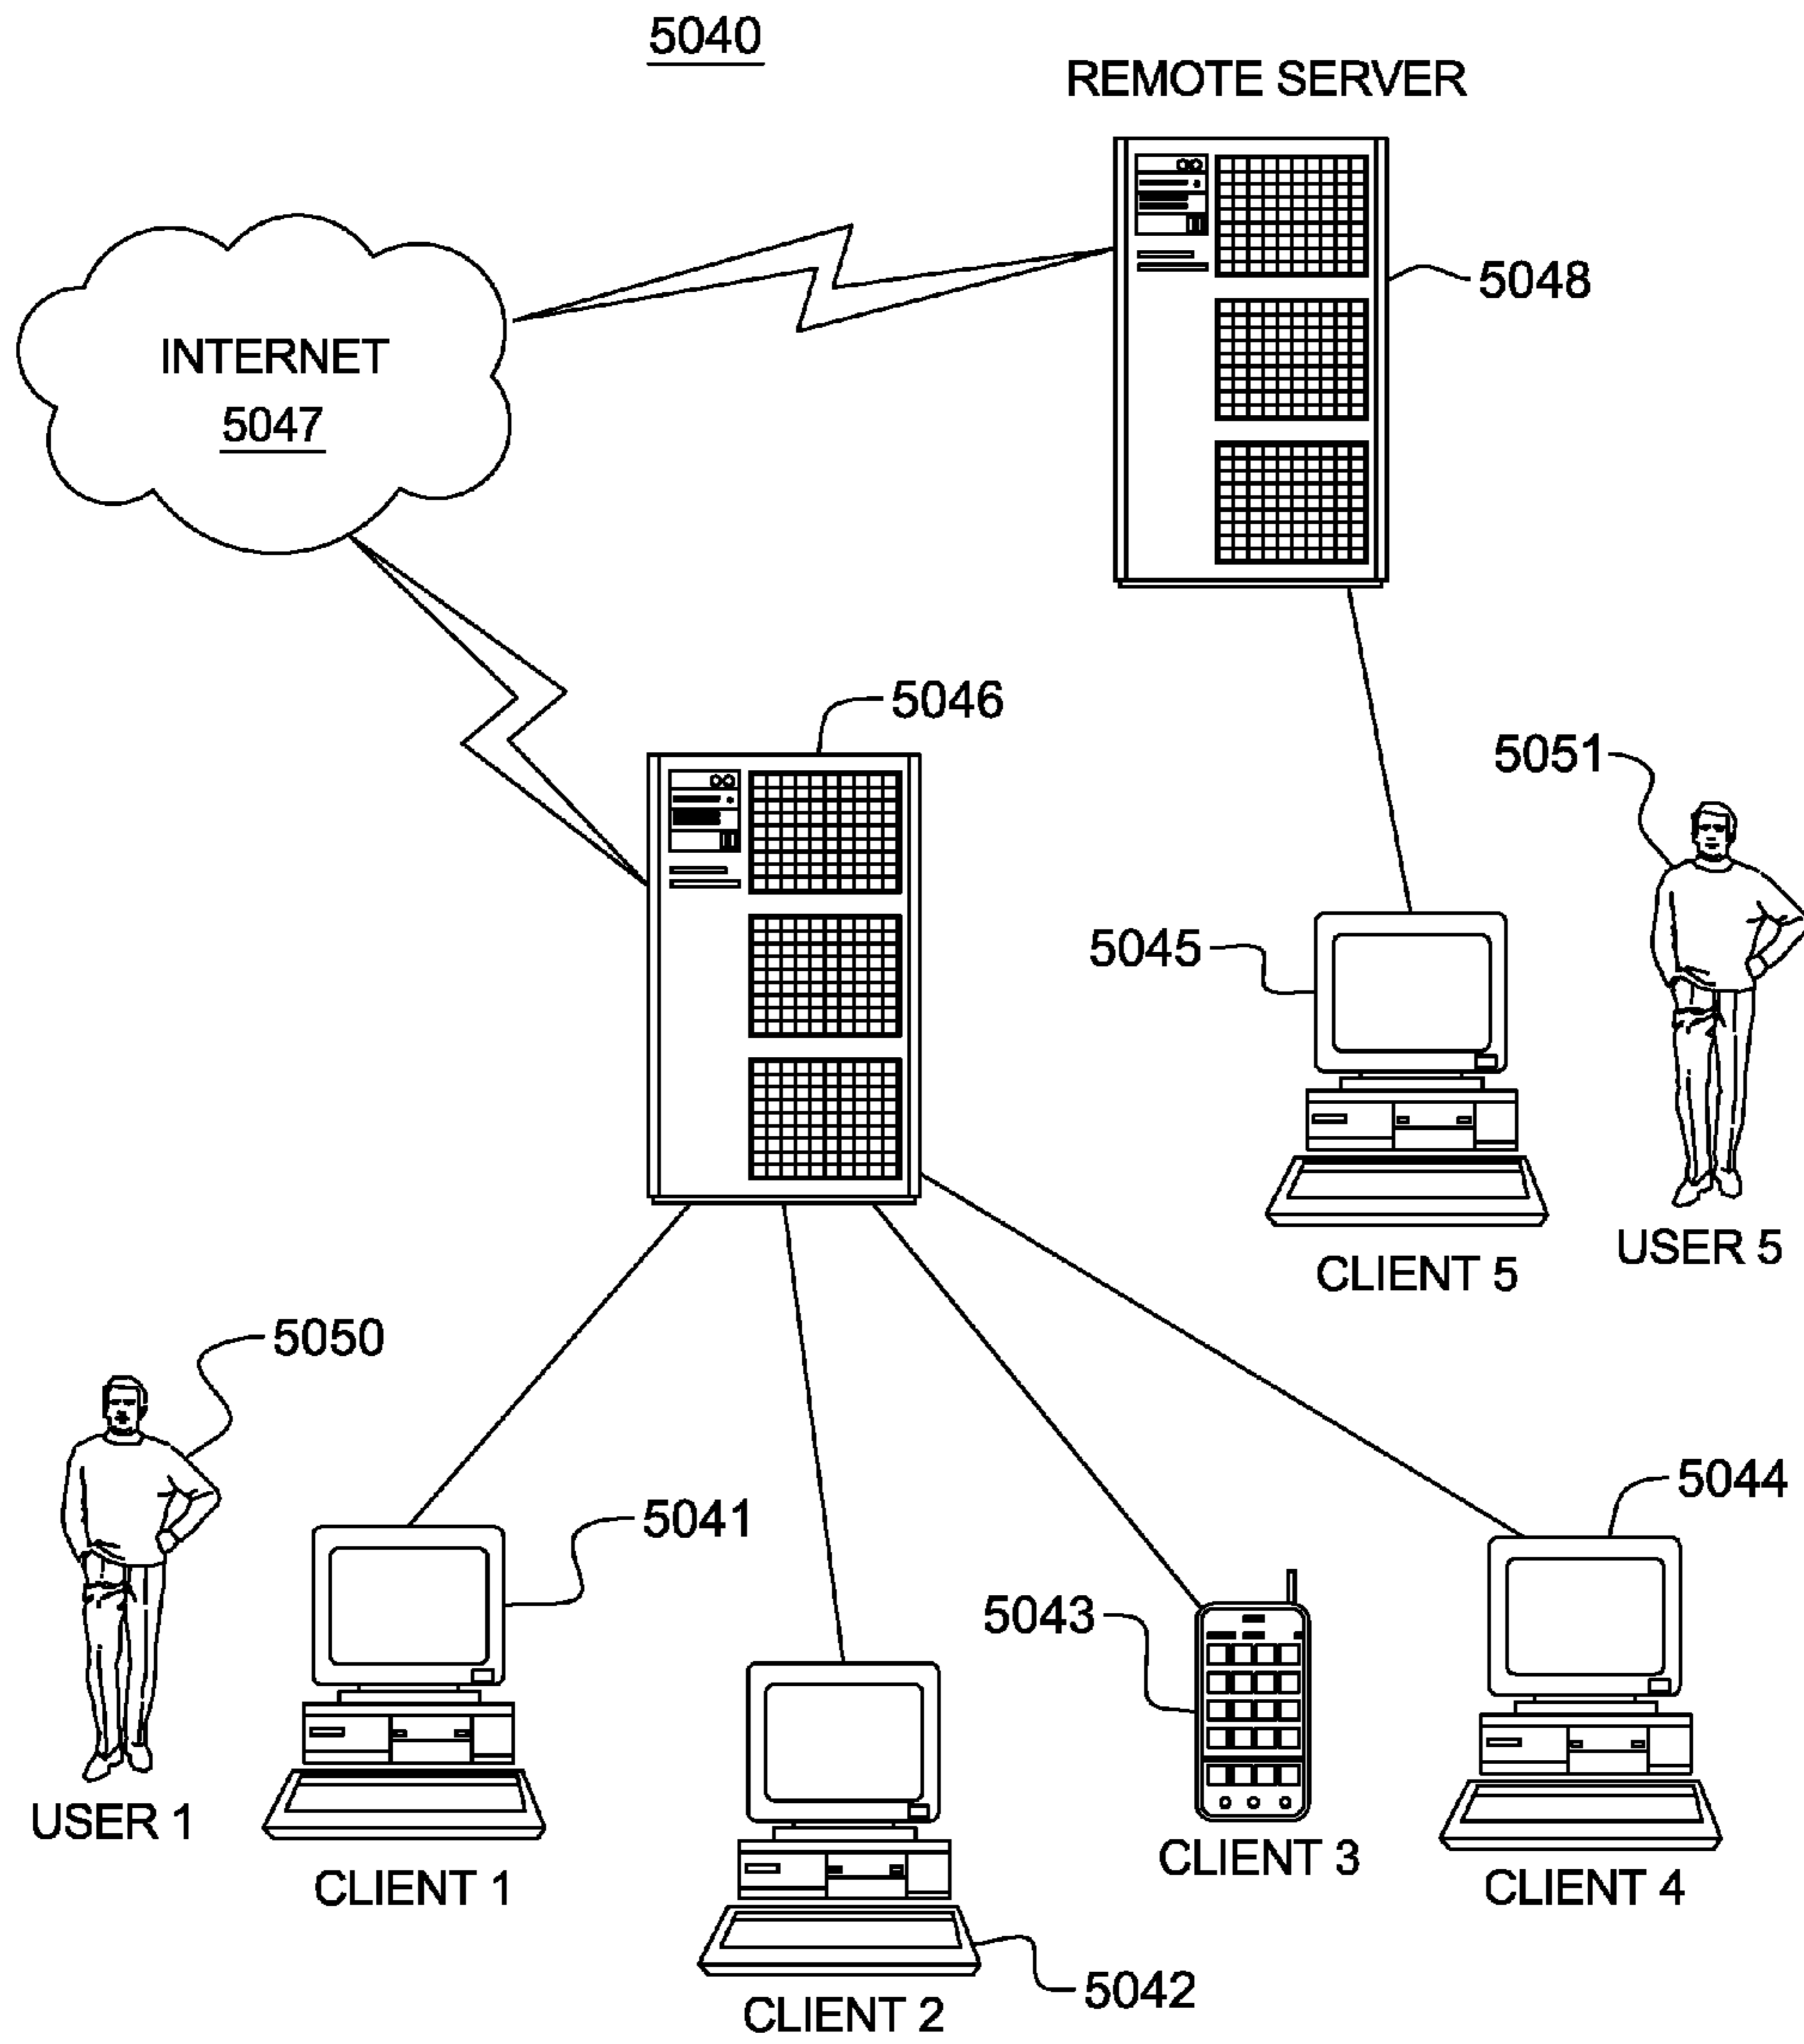 5040
REMOTE SERVER
5048
INTERNET
5047
5046
5051
5045
USER 5
CLIENT 5
5050
5044
5041
5043
USER 1
CLIENT 1
CLIENT 3
CLIENT 4
5042
CLIENT 2